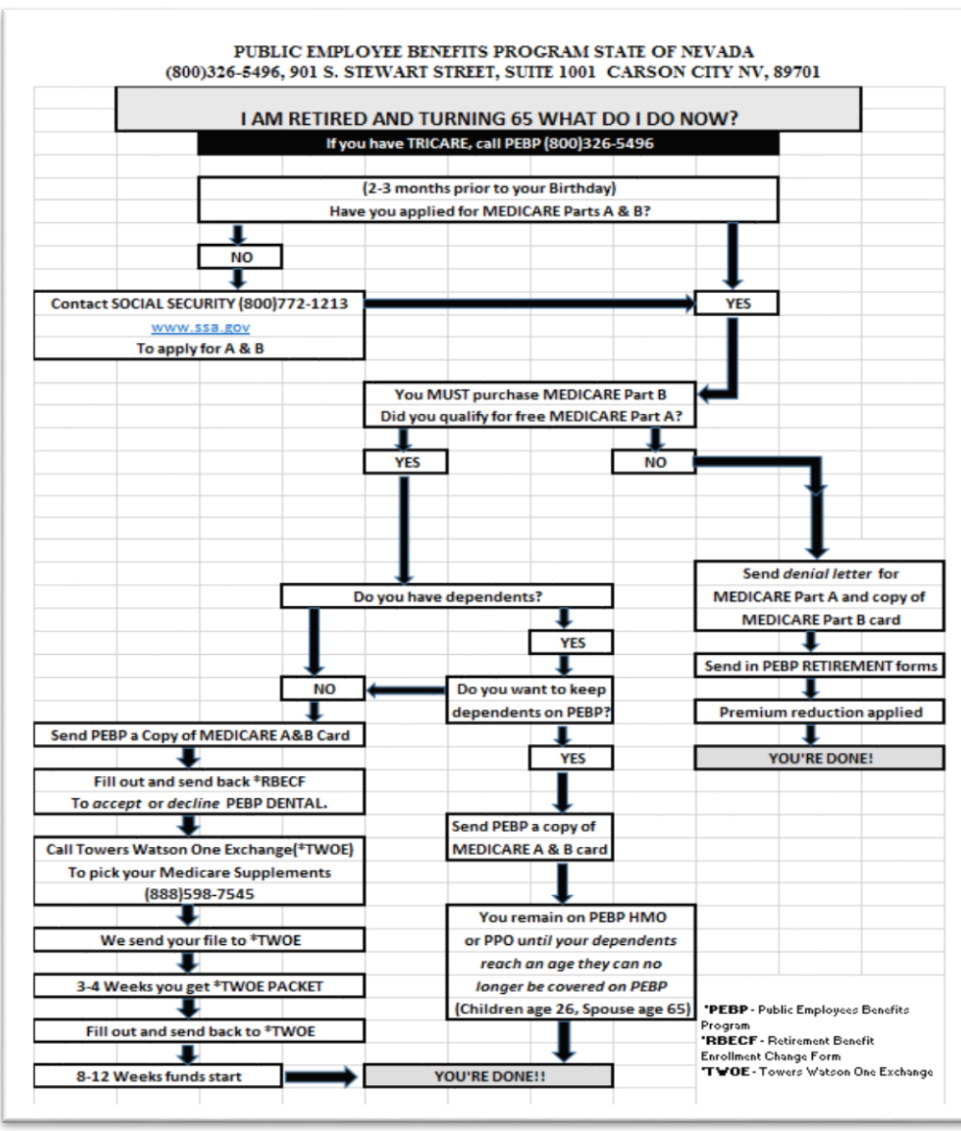 PUBLIC EMPLOYEE BENEFITS PROGRAM STATE OF NEVADA
(800)326-5496, 901 S. STEWART STREET, SUITE 1001 CARSON CITY NV, 89701
I AM RETIRED AND TURNING 65 WHAT DO I DO NOW?
If you have TRICARE, call PEBP (800)326-5496
(2-3 months prior to your Birthday)
Have you applied for MEDICARE Parts A & B?
NO
Contact SOCIAL SECURITY (800)772-1213
www.ssa.gov
To apply for A & B
YES
You MUST purchase MEDICARE Part B
Did you qualify for free MEDICARE Part A?
YES
NO
Send denial letter for
MEDICARE Part A and copy of
MEDICARE Part B card
Send in PEBP RETIREMENT forms
Premium reduction applied
YOU'RE DONE!
Do you have dependents?
YES
NO
Do you want to keep
dependents on PEBP?
YES
Send PEBP a Copy of MEDICARE A&B Card
Fill out and send back *RBECF
To accept or decline PEBP DENTAL.
Call Towers Watson One Exchange(*TWOE)
To pick your Medicare Supplements
(888)598-7545
We send your file to *TWOE
3-4 Weeks you get *TWOE PACKET
Fill out and send back to *TWOE
8-12 Weeks funds start
Send PEBP a copy of
MEDICARE A & B card
You remain on PEBP HMO
or PPO until your dependents
reach an age they can no
longer be covered on PEBP
(Children age 26, Spouse age 65)
YOU'RE DONE!!
*PEBP - Public Employees Benefits
Program
*RBECF - Retirement Benefit
Enrollment Change Form
*TWOE - Towers Watson One Exchange